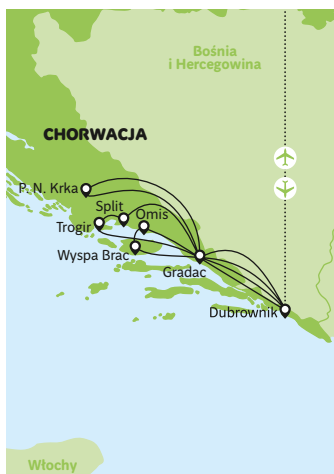 Bośnia
i Hercegowina
CHORWACJA
P. N. Krka
Split
Omis
Trogir
Wyspa Brac
Gradac
Dubrownik
Włochy